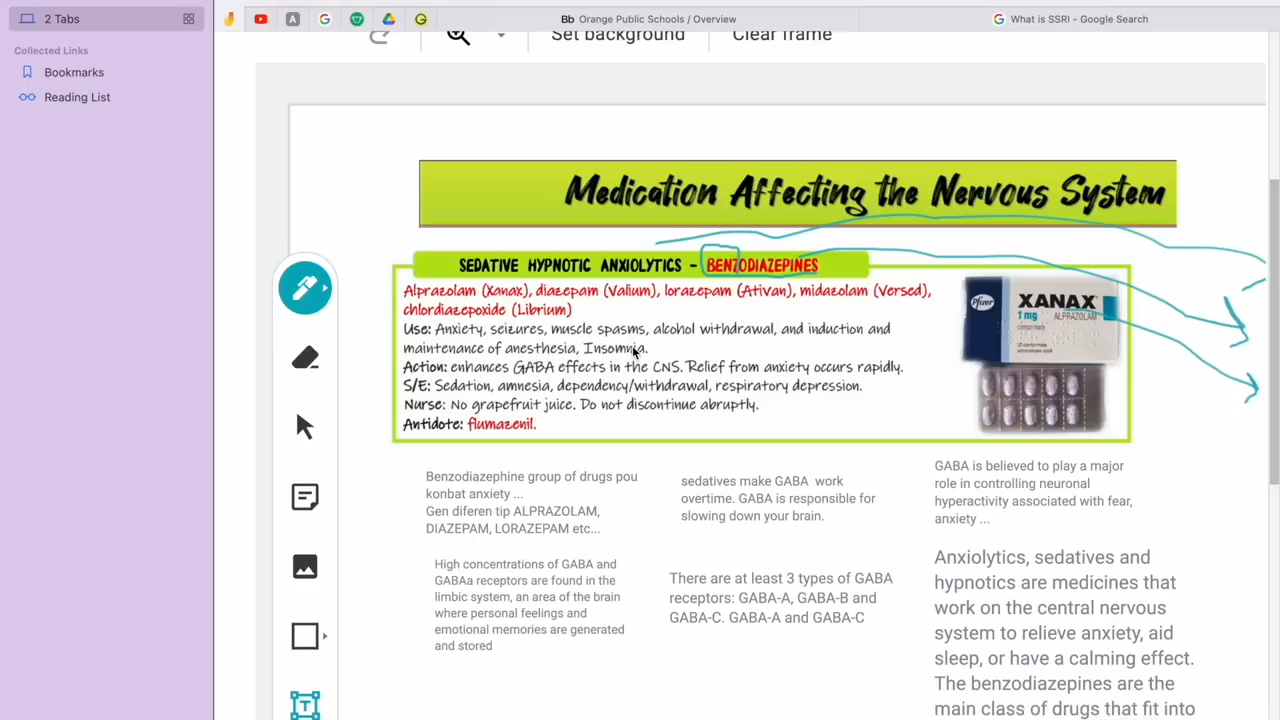 2 Tabs
Collected Links
Bookmarks
Reading List
A
G
Bb Orange Public Schools / Overview
G What is SSRI - Google Search
Set background
Clear frame
Medication Affecting the Nervous System
SEDATIVE HYPNOTIC ANXIOLYTICS - BENZODIAZEPINES
Alprazolam (Xanax), diazepam (Valium), lorazepam (Ativan), midazolam (Versed),
chlordiazepoxide (Librium)
Use: Anxiety, seizures, muscle spasms, alcohol withdrawal, and induction and
maintenance of anesthesia, Insomnia.
Action: enhances GABA effects in the CNS. Relief from anxiety occurs rapidly.
S/E: Sedation, amnesia, dependency/withdrawal, respiratory depression.
Nurse: No grapefruit juice. Do not discontinue abruptly.
Antidote: flumazenil.
Pfizer
XANAX
1 mg
ALPRAZOLAM
Benzodiazephine group of drugs pou
konbat anxiety ...
Gen diferen tip ALPRAZOLAM,
DIAZEPAM, LORAZEPAM etc...
sedatives make GABA work
overtime. GABA is responsible for
slowing down your brain.
GABA is believed to play a major
role in controlling neuronal
hyperactivity associated with fear,
anxiety ...
High concentrations of GABA and
GABAa receptors are found in the
limbic system, an area of the brain
where personal feelings and
emotional memories are generated
and stored
There are at least 3 types of GABA
receptors: GABA-A, GABA-B and
GABA-C. GABA-A and GABA-C
Anxiolytics, sedatives and
hypnotics are medicines that
work on the central nervous
system to relieve anxiety, aid
sleep, or have a calming effect.
The benzodiazepines are the
main class of drugs that fit into
T